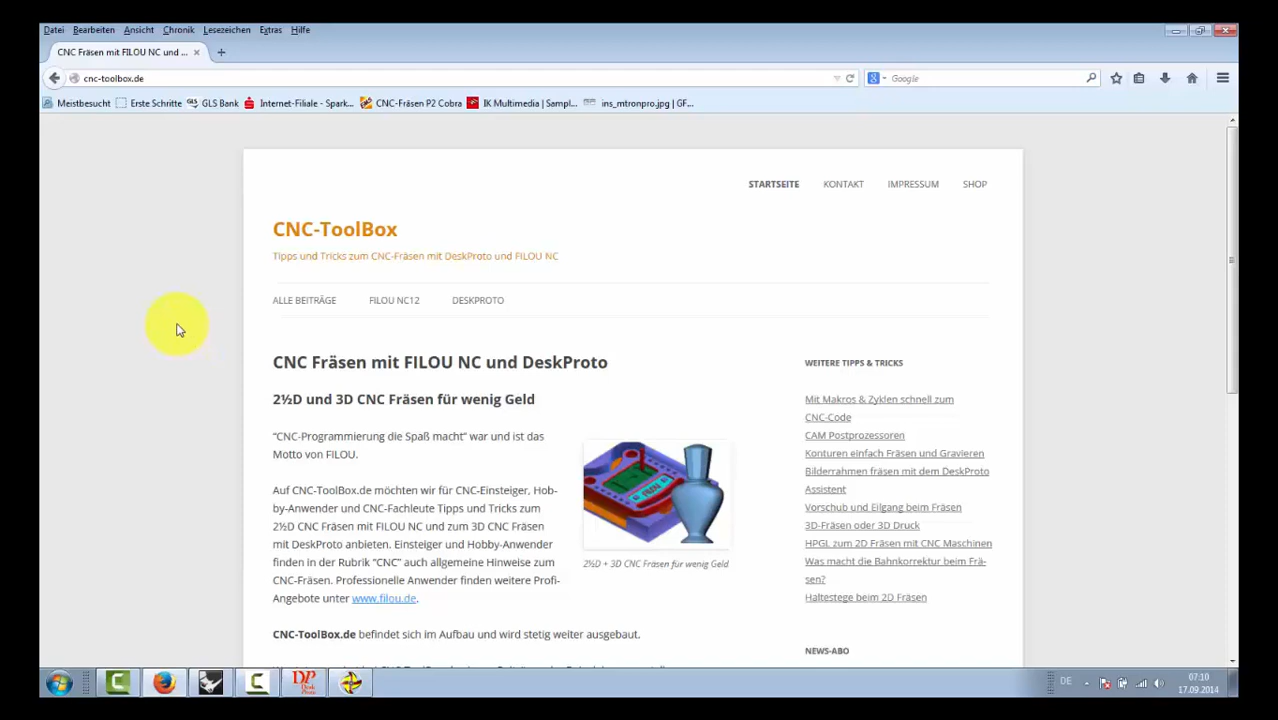 Datei Bearbeiten Ansicht Chronik Lesezeichen Extras Hilfe
CNC Fräsen mit FILOU NC und ...
cnc-toolbox.de
Google
Meistbesucht Erste Schritte GLS Bank Internet-Filiale - Spark... CNC-Fräsen P2 Cobra IK Multimedia | Sampl... ins_mtronpro.jpg | GF...
STARTSEITE KONTAKT IMPRESSUM SHOP
CNC-ToolBox
Tipps und Tricks zum CNC-Fräsen mit DeskProto und FILOU NC
ALLE BEITRÄGE FILOU NC12 DESKPROTO
CNC Fräsen mit FILOU NC und DeskProto
2½D und 3D CNC Fräsen für wenig Geld
“CNC-Programmierung die Spaß macht” war und ist das
Motto von FILOU.
Auf CNC-ToolBox.de möchten wir für CNC-Einsteiger, Hob-
by-Anwender und CNC-Fachleute Tipps und Tricks zum
2½D CNC Fräsen mit FILOU NC und zum 3D CNC Fräsen
mit DeskProto anbieten. Einsteiger und Hobby-Anwender
finden in der Rubrik “CNC” auch allgemeine Hinweise zum
CNC-Fräsen. Professionelle Anwender finden weitere Profi-
Angebote unter www.filou.de.
2½D + 3D CNC Fräsen für wenig Geld
CNC-ToolBox.de befindet sich im Aufbau und wird stetig weiter ausgebaut.
WEITERE TIPPS & TRICKS
Mit Makros & Zyklen schnell zum
CNC-Code
CAM Postprozessoren
Konturen einfach Fräsen und Gravieren
Bilderrahmen fräsen mit dem DeskProto
Assistent
Vorschub und Eilgang beim Fräsen
3D-Fräsen oder 3D Druck
HPGL zum 2D Fräsen mit CNC Maschinen
Was macht die Bahnkorrektur beim Frä-
sen?
Haltestege beim 2D Fräsen
NEWS-ABO
DE
07:10
17.09.2014